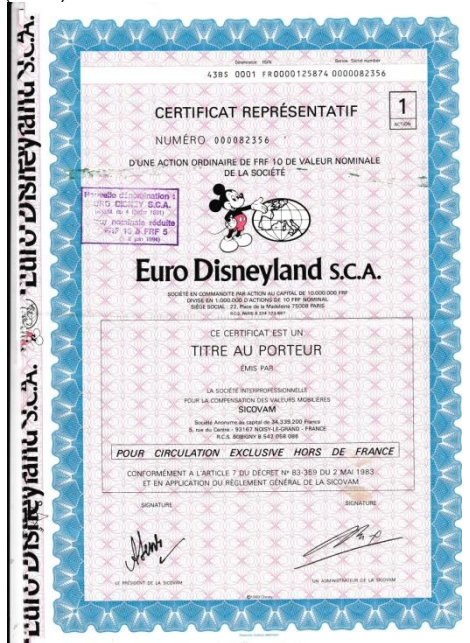 43BS 0001 FR0000125874 0000082356
CERTIFICAT REPRÉSENTATIF
1
ACTION
NUMÉRO 000082356
D'UNE ACTION ORDINAIRE DE FRF 10 DE VALEUR NOMINALE
DE LA SOCIÉTÉ
Nouvelle dénomination :
DISNEY S.C.A.
nominale réduite
FRF 10 à FRF 5
Euro Disneyland S.C.A.
SOCIÉTÉ EN COMMANDITE PAR ACTION AU CAPITAL DE 10.000.000 FRF
DIVISÉ EN 1.000.000 D'ACTIONS DE 10 FRF NOMINAL
SIÈGE SOCIAL : 23, Place de la Madeleine 75008 PARIS
CE CERTIFICAT EST UN
TITRE AU PORTEUR
ÉMIS PAR
LA SOCIÉTÉ INTERPROFESSIONNELLE
POUR LA COMPENSATION DES VALEURS MOBILIÈRES
SICOVAM
Société Anonyme au capital de 34.339.200 Francs
5, rue du Centre - 93167 NOISY-LE-GRAND - FRANCE
R.C.S. BOBIGNY B 542 058 086
POUR CIRCULATION EXCLUSIVE HORS DE FRANCE
CONFORMÉMENT A L'ARTICLE 7 DU DÉCRET Nº 83-359 DU 2 MAI 1983
ET EN APPLICATION DU RÈGLEMENT GÉNÉRAL DE LA SICOVAM
SIGNATURE
SIGNATURE
LE PRÉSIDENT DE LA SICOVAM
UN ADMINISTRATEUR DE LA SICOVAM
Euro Disneyland S.C.A.
Euro Disneyland S.C.A.